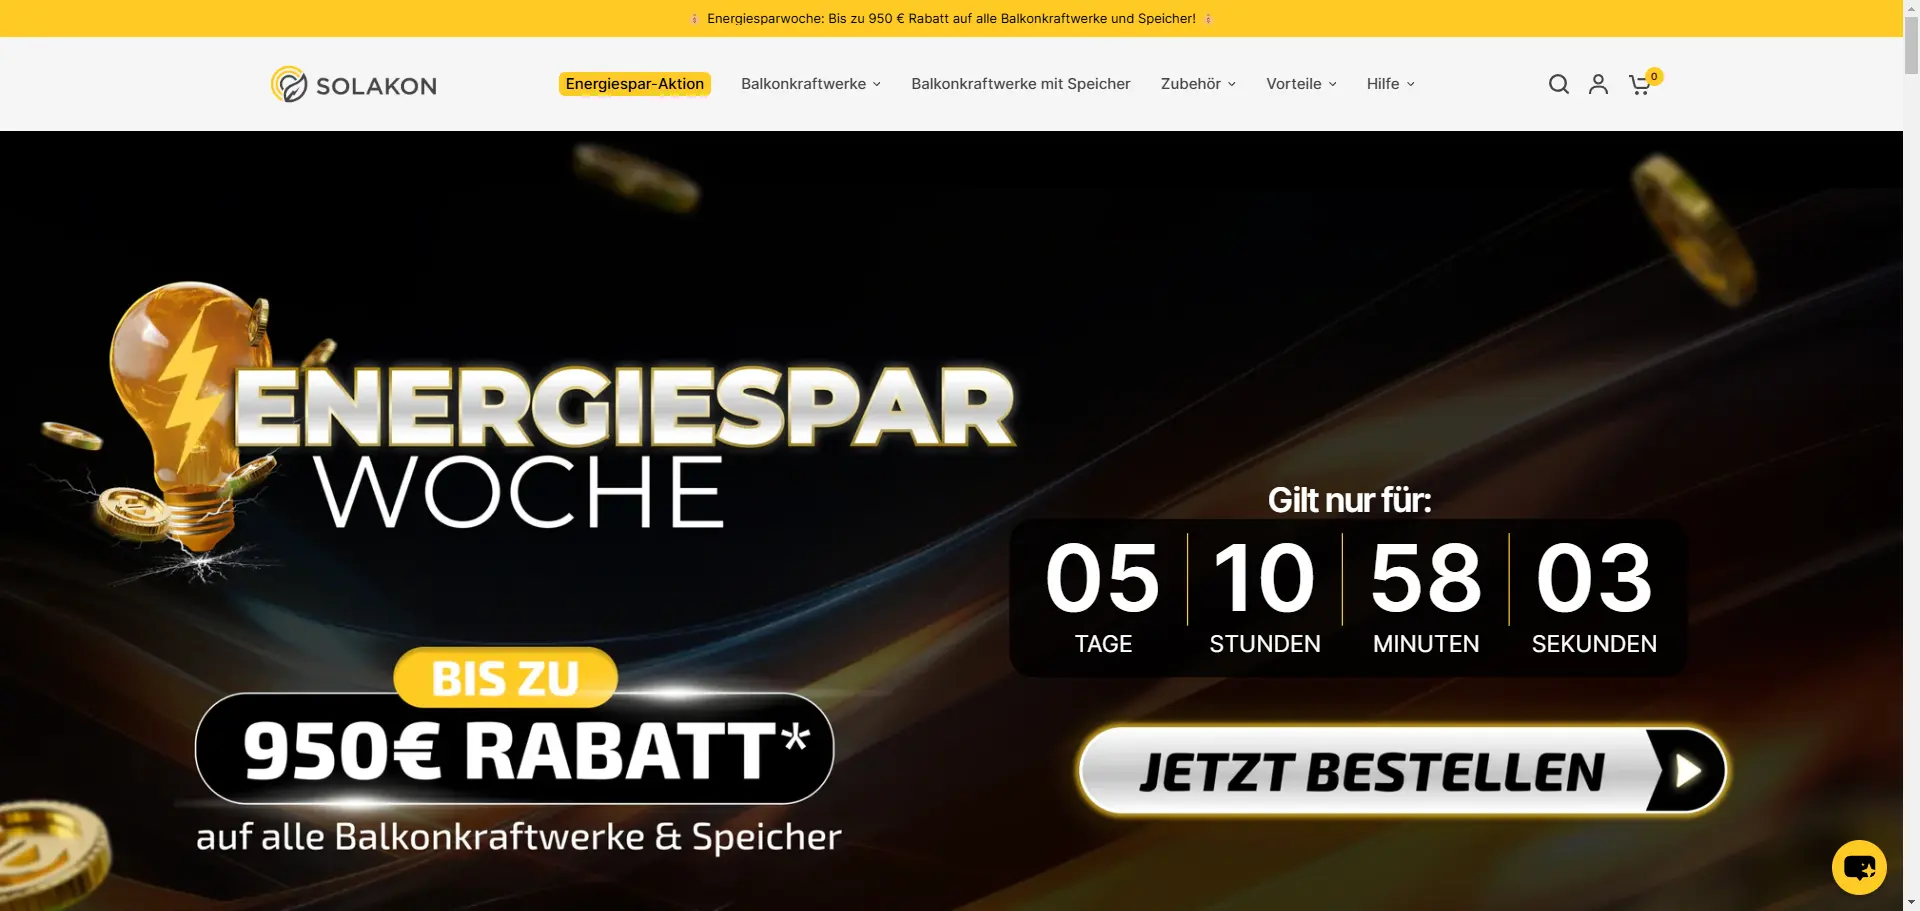 Energiesparwoche: Bis zu 950 € Rabatt auf alle Balkonkraftwerke und Speicher!
SOLAKON
Energiespar-Aktion
Balkonkraftwerke
Balkonkraftwerke mit Speicher
Zubehör
Vorteile
Hilfe
0
ENERGIESPAR
WOCHE
BIS ZU
950€ RABATT*
auf alle Balkonkraftwerke & Speicher
Gilt nur für:
05 10 58 03
TAGE STUNDEN MINUTEN SEKUNDEN
JETZT BESTELLEN